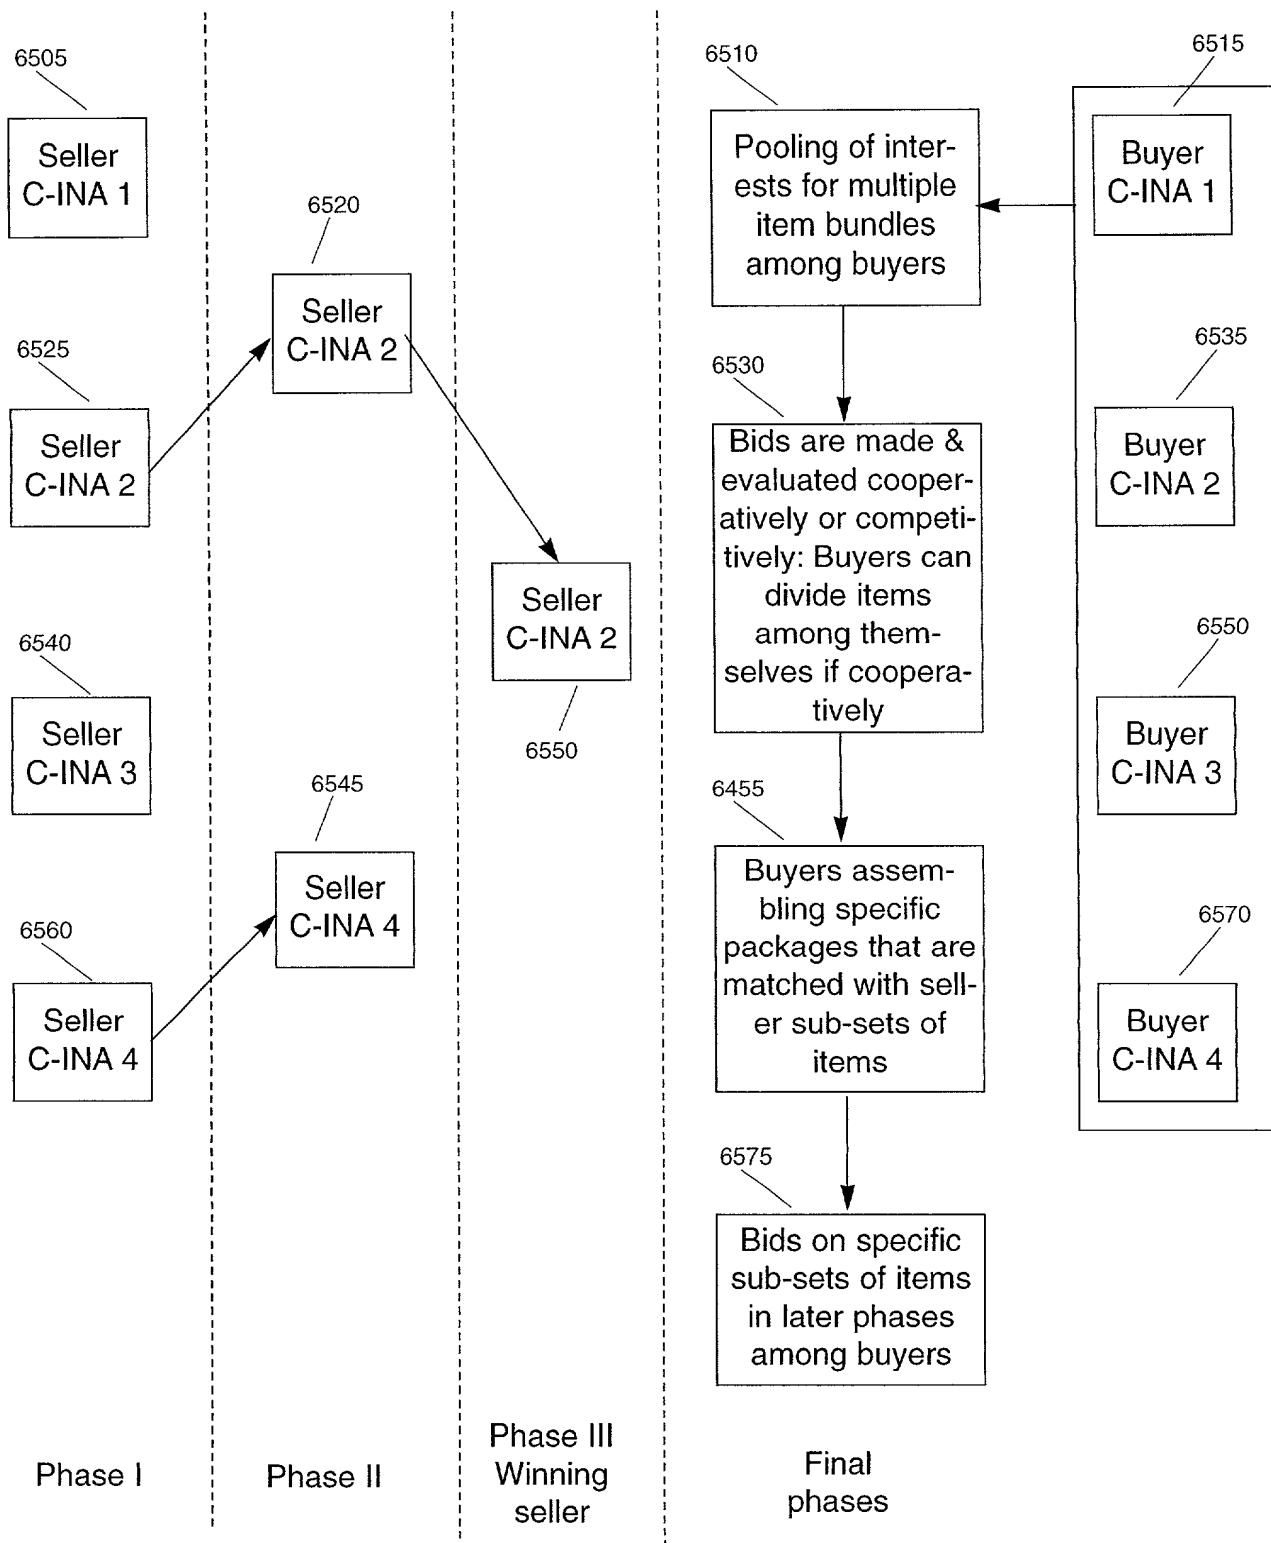 6505
Seller
C-INA 1
6525
Seller
C-INA 2
6540
Seller
C-INA 3
6560
Seller
C-INA 4
Phase I
6520
Seller
C-INA 2
6545
Seller
C-INA 4
Phase II
Seller
C-INA 2
6550
Phase III
Winning
seller
6510
Pooling of inter-
ests for multiple
item bundles
among buyers
6530
Bids are made &
evaluated cooper-
atively or competi-
tively: Buyers can
divide items
among them-
selves if coopera-
tively
6455
Buyers assem-
bling specific
packages that are
matched with sell-
er sub-sets of
items
6575
Bids on specific
sub-sets of items
in later phases
among buyers
Final
phases
6515
Buyer
C-INA 1
6535
Buyer
C-INA 2
6550
Buyer
C-INA 3
6570
Buyer
C-INA 4